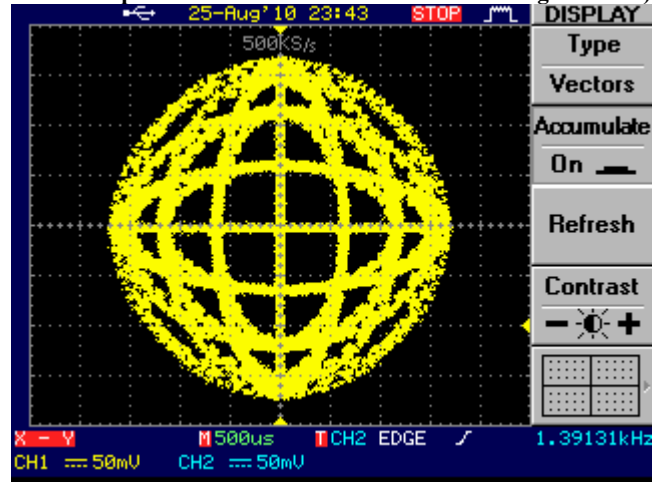 25-Aug'10 23:43 STOP DISPLAY
500KS/s
Type
Vectors
Accumulate
On
Refresh
Contrast
X - Y M 500us T CH2 EDGE 1.39131kHz
CH1 50mV CH2 50mV